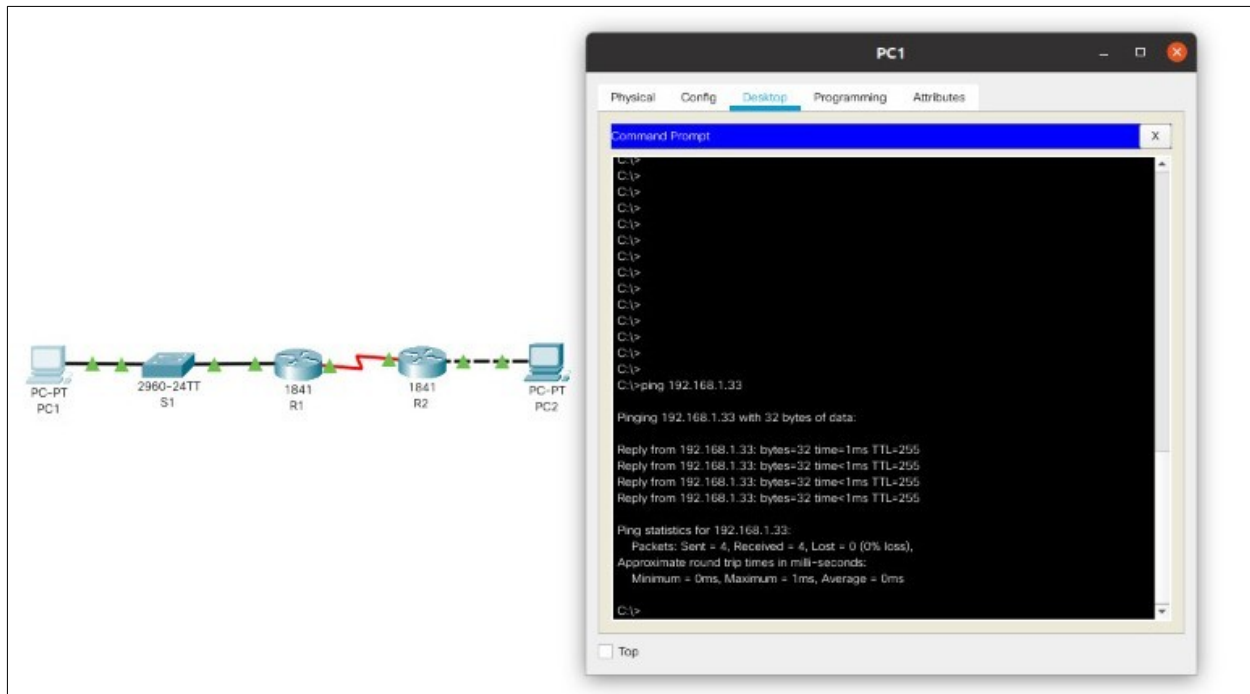 PC1
Physical Config Desktop Programming Attributes
Command Prompt X
C:\>
C:\>
C:\>
C:\>
C:\>
C:\>
C:\>
C:\>
C:\>
C:\>
C:\>
C:\>
C:\>
C:\>
C:\>ping 192.168.1.33
Pinging 192.168.1.33 with 32 bytes of data:
Reply from 192.168.1.33: bytes=32 time=1ms TTL=255
Reply from 192.168.1.33: bytes=32 time<1ms TTL=255
Reply from 192.168.1.33: bytes=32 time<1ms TTL=255
Reply from 192.168.1.33: bytes=32 time<1ms TTL=255
Ping statistics for 192.168.1.33:
Packets: Sent = 4, Received = 4, Lost = 0 (0% loss),
Approximate round trip times in milli-seconds:
Minimum = 0ms, Maximum = 1ms, Average = 0ms
C:\>
Top
PC-PT
PC1
2960-24TT
S1
1841
R1
1841
R2
PC-PT
PC2